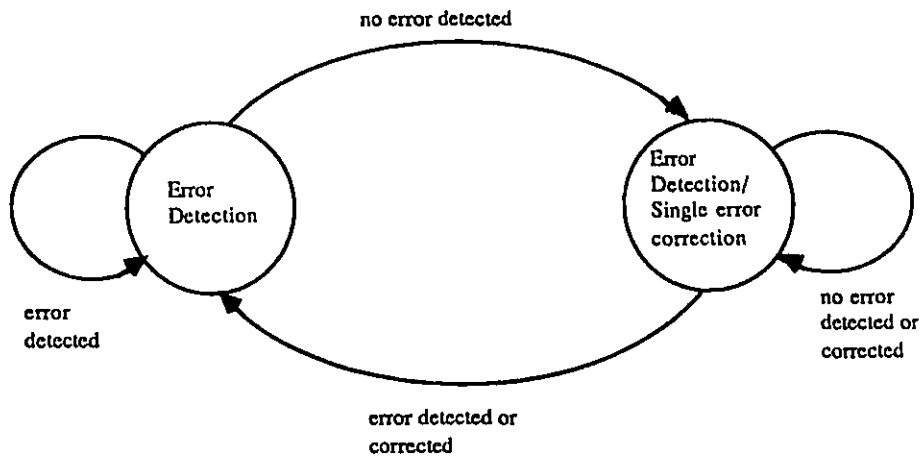 no error detected
Error
Detection
Error
Detection/
Single error
correction
error
detected
no error
detected or
corrected
error detected or
corrected